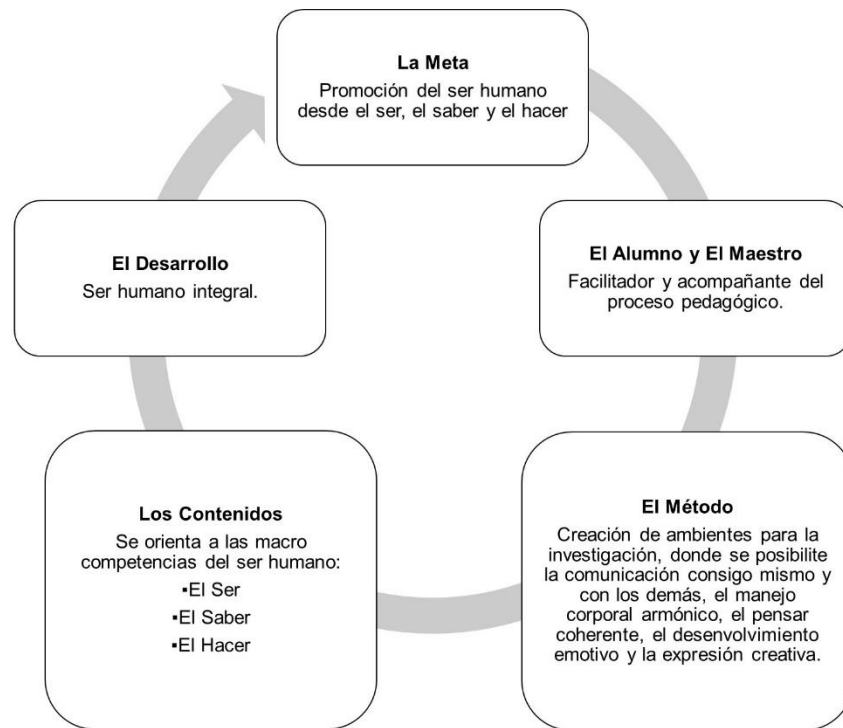 La Meta
Promoción del ser humano
desde el ser, el saber y el hacer
El Alumno y El Maestro
Facilitador y acompañante del
proceso pedagógico.
El Método
Creación de ambientes para la
investigación, donde se posibilite
la comunicación consigo mismo y
con los demás, el manejo
corporal armónico, el pensar
coherente, el desenvolvimiento
emotivo y la expresión creativa.
Los Contenidos
Se orienta a las macro
competencias del ser humano:
▪El Ser
▪El Saber
▪El Hacer
El Desarrollo
Ser humano integral.